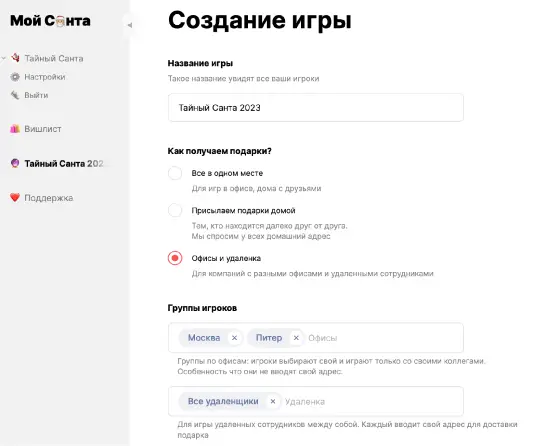 Мой Санта
Тайный Санта
Настройки
Выйти
Вишлист
Тайный Санта 202
Поддержка
Создание игры
Название игры
Такое название увидят все ваши игроки
Тайный Санта 2023
Как получаем подарки?
Все в одном месте
Для игр в офисе, дома с друзьями
Присылаем подарки домой
Том, кто находится далеко друг от друга.
Мы спросим у всех домашний адрес
Офисы и удаленка
Для компаний с разными офисами и удаленными сотрудниками
Группы игроков
Москва × Питер × Офисы
Группы по офисам: игроки выбирают свой и играют только со своими коллегами.
Особенность что они не вводят свой адрес.
Все удаленщики × Удаленка
Для игры удаленных сотрудников между собой. Каждый вводит свой адрес для доставки
подарка